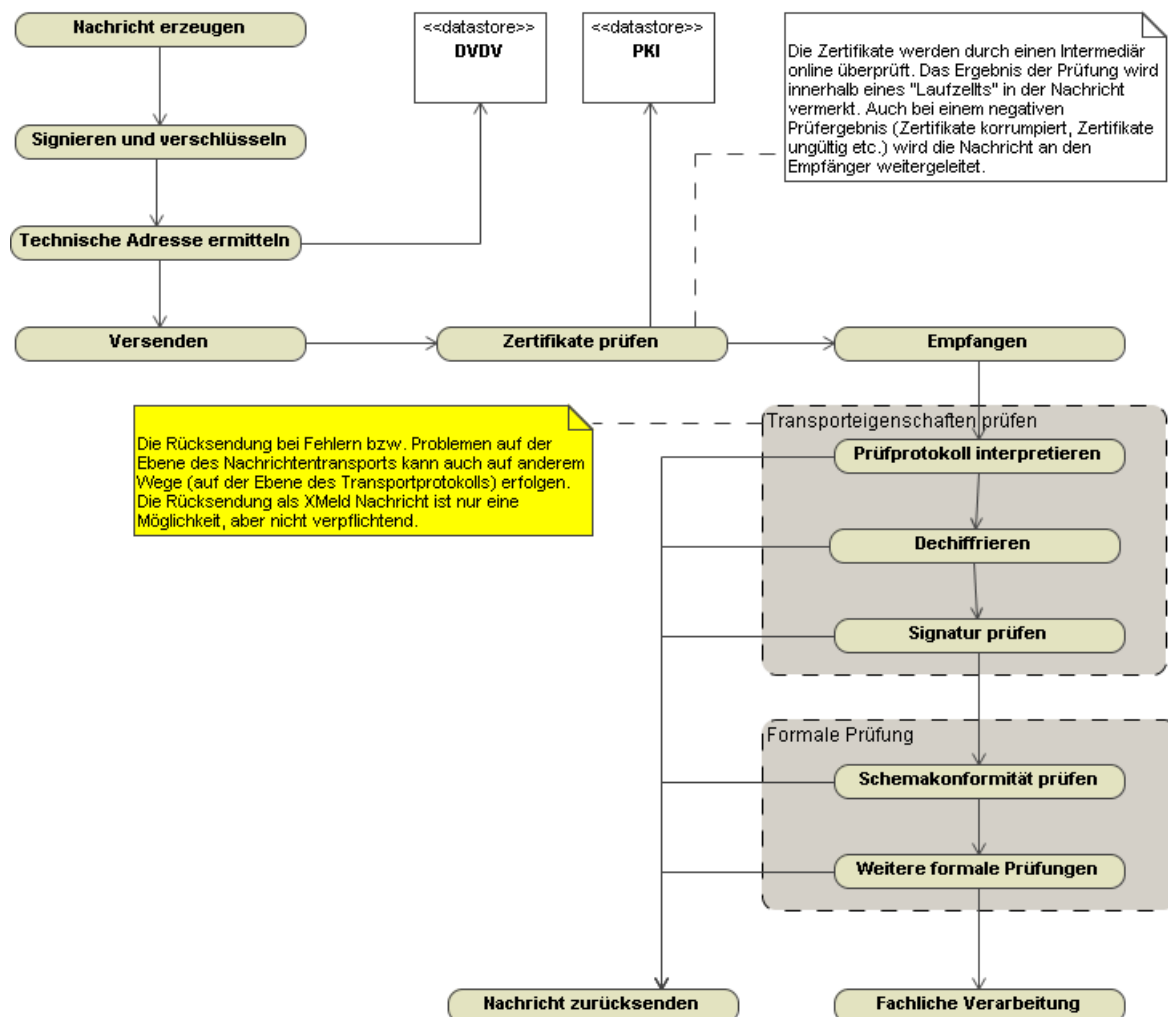 Nachricht erzeugen
<<datastore>>
DVDV
<<datastore>>
PKI
Die Zertifikate werden durch einen Intermediär
online überprüft. Das Ergebnis der Prüfung wird
innerhalb eines "Laufzellts" in der Nachricht
vermerkt. Auch bei einem negativen
Prüfergebnis (Zertifikate korrumpiert, Zertifikate
ungültig etc.) wird die Nachricht an den
Empfänger weitergeleitet.
Signieren und verschlüsseln
Technische Adresse ermitteln
Versenden
Zertifikate prüfen
Empfangen
Die Rücksendung bei Fehlern bzw. Problemen auf der
Ebene des Nachrichtentransports kann auch auf anderem
Wege (auf der Ebene des Transportprotokolls) erfolgen.
Die Rücksendung als XMeld Nachricht ist nur eine
Möglichkeit, aber nicht verpflichtend.
Transporteigenschaften prüfen
Prüfprotokoll interpretieren
Dechiffrieren
Signatur prüfen
Formale Prüfung
Schemakonformität prüfen
Weitere formale Prüfungen
Nachricht zurücksenden
Fachliche Verarbeitung